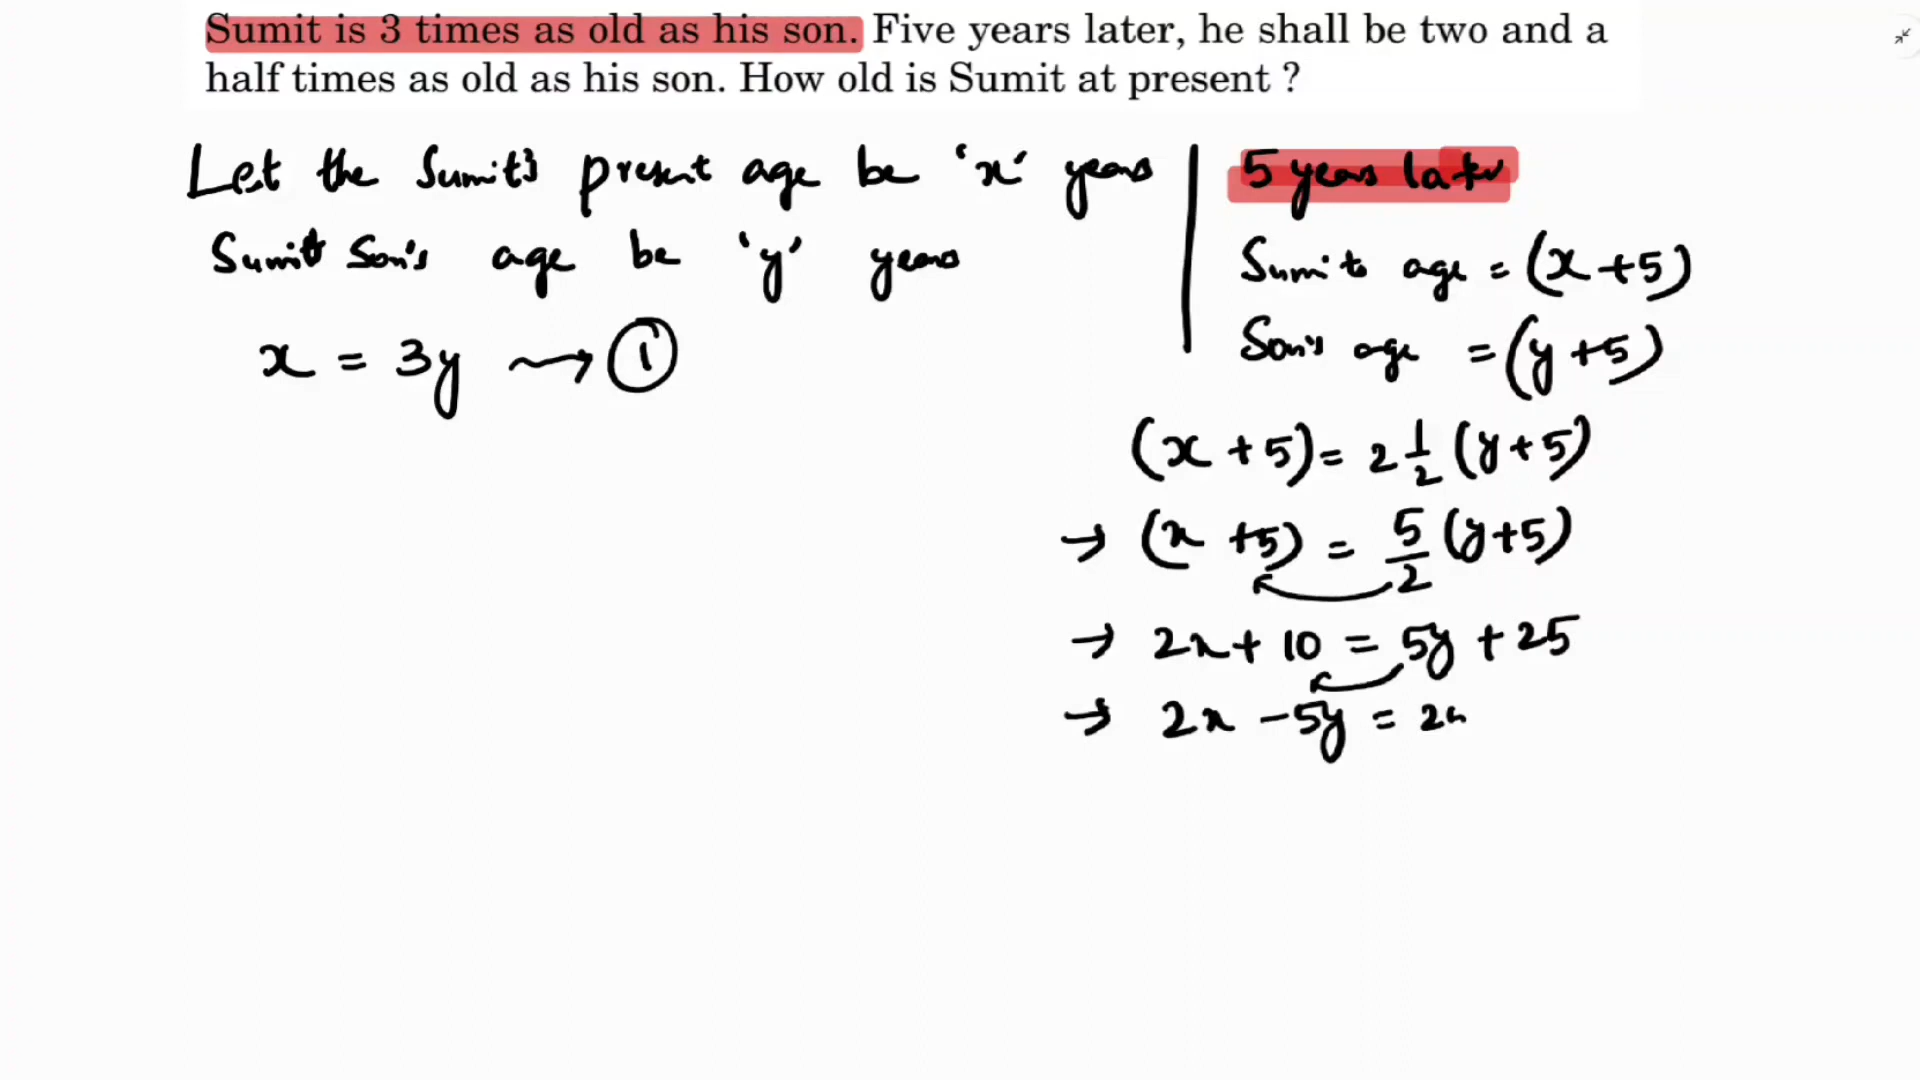 Sumit is 3 times as old as his son. Five years later, he shall be two and a
half times as old as his son. How old is Sumit at present ?
Let the Sumit's present age be 'x' years
Sumit Son's age be 'y' years
x = 3y → ①
5 years later
Sumits age = (x+5)
Son's age = (y+5)
(x+5) = 2 1/2 (y+5)
→ (x+5) = 5/2 (y+5)
→ 2x+10 = 5y+25
→ 2x-5y = 2